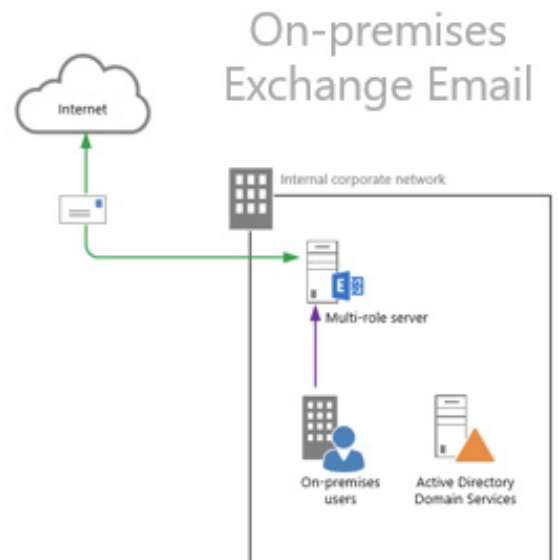 On-premises
Exchange Email
Internet
Internal corporate network
E
Multi-role server
On-premises
users
Active Directory
Domain Services